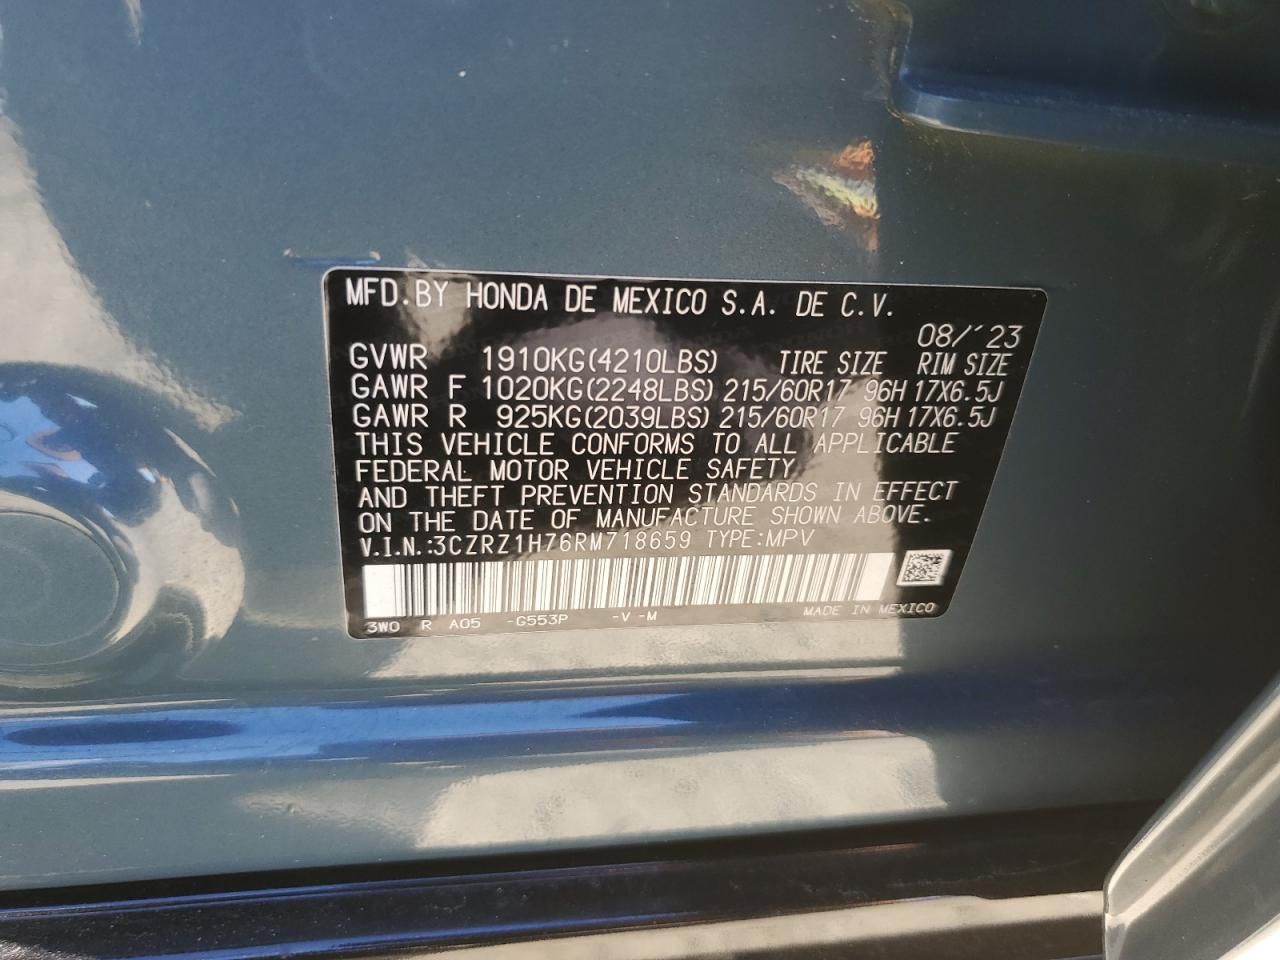 MFD.BY HONDA DE MEXICO S.A. DE C.V.
08/´23
GVWR 1910KG(4210LBS) TIRE SIZE RIM SIZE
GAWR F 1020KG(2248LBS) 215/60R17 96H 17X6.5J
GAWR R 925KG(2039LBS) 215/60R17 96H 17X6.5J
THIS VEHICLE CONFORMS TO ALL APPLICABLE
FEDERAL MOTOR VEHICLE SAFETY
AND THEFT PREVENTION STANDARDS IN EFFECT
ON THE DATE OF MANUFACTURE SHOWN ABOVE.
V.I.N.:3CZRZ1H76RM718659 TYPE:MPV
3W0 R A05 -G553P -V -M MADE IN MEXICO